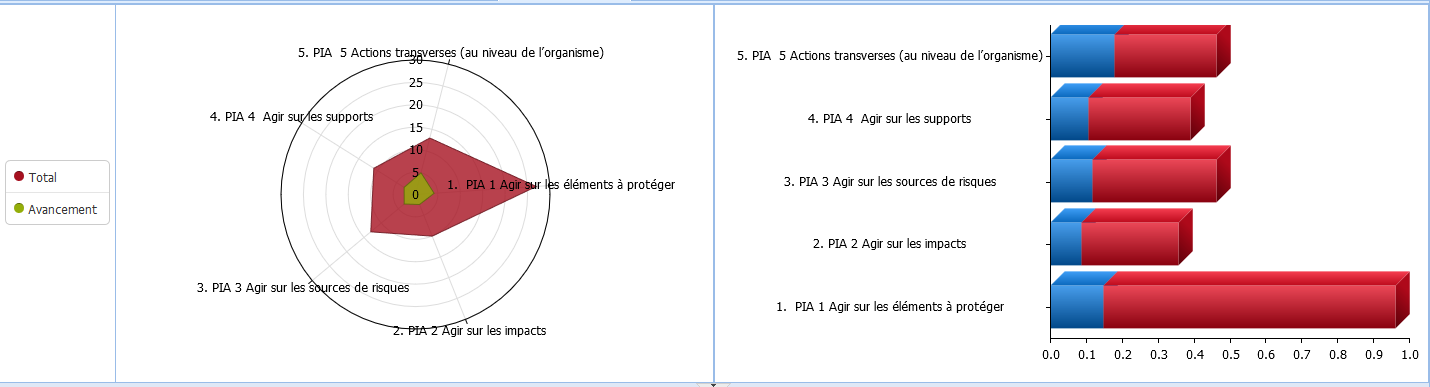 Total
Avancement
5. PIA  5 Actions transverses (au niveau de l’organisme)
30
25
4. PIA 4  Agir sur les supports
20
15
10
5
1.  PIA 1 Agir sur les éléments à protéger
0
3. PIA 3 Agir sur les sources de risques
2. PIA 2 Agir sur les impacts
5. PIA  5 Actions transverses (au niveau de l’organisme)
4. PIA 4  Agir sur les supports
3. PIA 3 Agir sur les sources de risques
2. PIA 2 Agir sur les impacts
1.  PIA 1 Agir sur les éléments à protéger
0.0 0.1 0.2 0.3 0.4 0.5 0.6 0.7 0.8 0.9 1.0